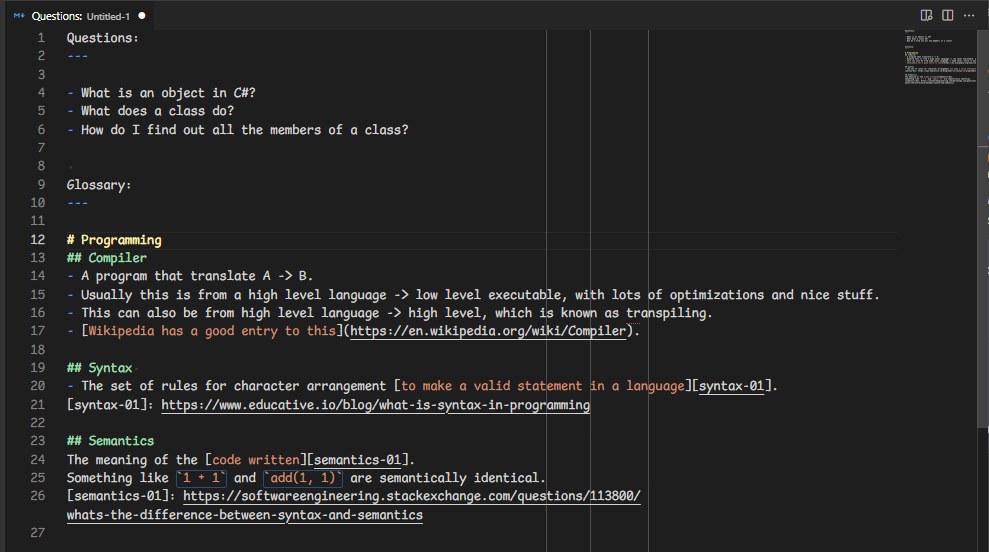 Questions: Untitled-1
1 Questions:
2 ---
3
4 - What is an object in C#?
5 - What does a class do?
6 - How do I find out all the members of a class?
7
8
9 Glossary:
10 ---
11
12 # Programming
13 ## Compiler
14 - A program that translate A -> B.
15 - Usually this is from a high level language -> low level executable, with lots of optimizations and nice stuff.
16 - This can also be from high level language -> high level, which is known as transpiling.
17 - [Wikipedia has a good entry to this](https://en.wikipedia.org/wiki/Compiler).
18
19 ## Syntax
20 - The set of rules for character arrangement [to make a valid statement in a language][syntax-01].
21 [syntax-01]: https://www.educative.io/blog/what-is-syntax-in-programming
22
23 ## Semantics
24 The meaning of the [code written][semantics-01].
25 Something like `1 + 1` and `add(1, 1)` are semantically identical.
26 [semantics-01]: https://softwareengineering.stackexchange.com/questions/113800/
whats-the-difference-between-syntax-and-semantics
27